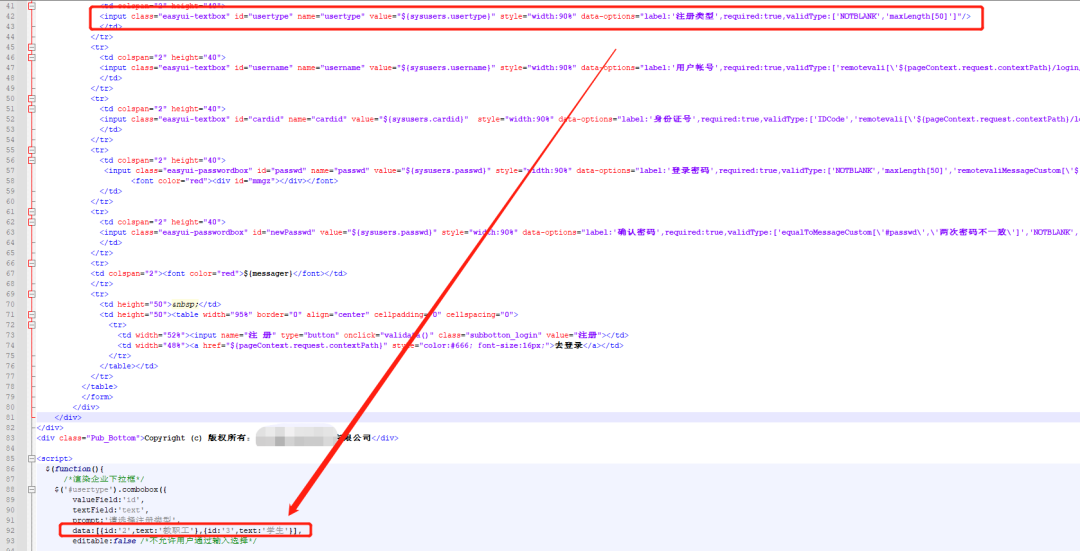 41 <td colspan="2" height="40">
42 <input class="easyui-textbox" id="usertype" name="usertype" value="${sysusers.usertype}" style="width:90%" data-options="label:'注册类型',required:true,validType:['NOTBLANK','maxLength[50]']"/>
43 </td>
44 </tr>
45 <tr>
46 <td colspan="2" height="40">
47 <input class="easyui-textbox" id="username" name="username" value="${sysusers.username}" style="width:90%" data-options="label:'用户帐号',required:true,validType:['remotevali[\'${pageContext.request.contextPath}/login
48 </td>
49 </tr>
50 <tr>
51 <td colspan="2" height="40">
52 <input class="easyui-textbox" id="cardid" name="cardid" value="${sysusers.cardid}" style="width:90%" data-options="label:'身份证号',required:true,validType:['IDCode','remotevali[\'${pageContext.request.contextPath}/lo
53 </td>
54 </tr>
55 <tr>
56 <td colspan="2" height="40">
57 <input class="easyui-passwordbox" id="passwd" name="passwd" value="${sysusers.passwd}" style="width:90%" data-options="label:'登录密码',required:true,validType:['NOTBLANK','maxLength[50]','remotevaliMessageCustom[\'$
58 <font color="red"><div id="mmgz"></div></font>
59 </td>
60 </tr>
61 <tr>
62 <td colspan="2" height="40">
63 <input class="easyui-passwordbox" id="newPasswd" value="${sysusers.passwd}" style="width:90%" data-options="label:'确认密码',required:true,validType:['equalToMessageCustom[\'#passwd\',\'两次密码不一致\']','NOTBLANK',
64 </td>
65 </tr>
66 <tr>
67 <td colspan="2"><font color="red">${messager}</font></td>
68 </tr>
69 <tr>
70 <td height="50">&nbsp;</td>
71 <td height="50"><table width="95%" border="0" align="center" cellpadding="0" cellspacing="0">
72 <tr>
73 <td width="52%"><input name="注 册" type="button" onclick="validata()" class="subbotton_login" value="注册"></td>
74 <td width="48%"><a href="${pageContext.request.contextPath}" style="color:#666; font-size:16px;">去登录</a></td>
75 </tr>
76 </table></td>
77 </tr>
78 </table>
79 </form>
80 </div>
81 </div>
82 </div>
83 <div class="Pub_Bottom">Copyright (c) 版权所有: 限公司</div>
84
85 <script>
86 $(function(){
87 /*渲染企业下拉框*/
88 $('#usertype').combobox({
89 valueField:'id',
90 textField:'text',
91 prompt:'请选择注册类型',
92 data:[{id:'2',text:'教职工'},{id:'3',text:'学生'}],
93 editable:false /*不允许用户通过输入选择*/